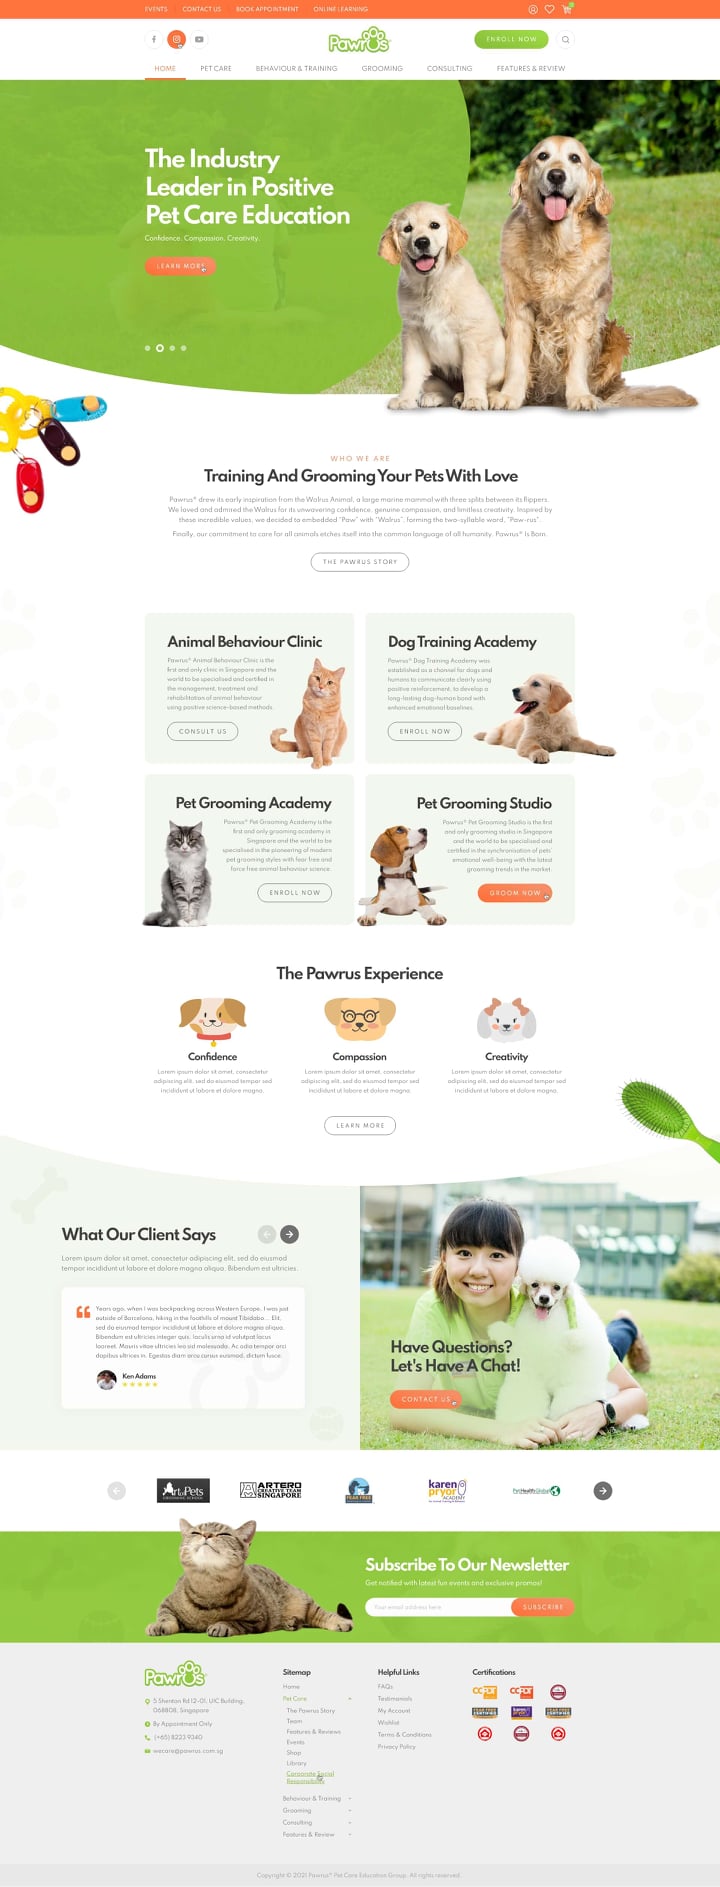 EVENTS
CONTACT US
BOOK APPOINTMENT
ONLINE LEARNING
Pawrus
ENROLL NOW
HOME
PET CARE
BEHAVIOUR & TRAINING
GROOMING
CONSULTING
FEATURES & REVIEW
The Industry
Leader in Positive
Pet Care Education
Confidence. Compassion. Creativity.
LEARN MORE
WHO WE ARE
Training And Grooming Your Pets With Love
Pawrus® drew its early inspiration from the Walrus Animal, a large marine mammal with three splits between its flippers.
We loved and admired the Walrus for its unwavering confidence, genuine compassion, and limitless creativity. Inspired by
these incredible values, we decided to embedded "Paw" with "Walrus", forming the two-syllable word, "Paw-rus".
Finally, our commitment to care for all animals etches itself into the common language of all humanity. Pawrus® Is Born.
THE PAWRUS STORY
Animal Behaviour Clinic
Pawrus® Animal Behaviour Clinic is the
first and only clinic in Singapore and the
world to be specialised and certified in
the management, treatment and
rehabilitation of animal behaviour
using positive science-based methods.
CONSULT US
Dog Training Academy
Pawrus® Dog Training Academy was
established as a channel for dogs and
humans to communicate clearly using
positive reinforcement, to develop a
long-lasting dog-human bond with
enhanced emotional baselines.
ENROLL NOW
Pet Grooming Academy
Pawrus® Pet Grooming Academy is the
first and only grooming academy in
Singapore and the world to be
specialised in the pioneering of modern
pet grooming styles with fear free and
force free animal behaviour science.
ENROLL NOW
Pet Grooming Studio
Pawrus® Pet Grooming Studio is the first
and only grooming studio in Singapore
and the world to be specialised and
certified in the synchronisation of pets'
emotional well-being with the latest
grooming trends in the market.
GROOM NOW
The Pawrus Experience
Confidence
Lorem ipsum dolor sit amet, consectetur
adipiscing elit, sed do eiusmod tempor sed
incididunt ut labore et dolore magna.
Compassion
Lorem ipsum dolor sit amet, consectetur
adipiscing elit, sed do eiusmod tempor sed
incididunt ut labore et dolore magna.
Creativity
Lorem ipsum dolor sit amet, consectetur
adipiscing elit, sed do eiusmod tempor sed
incididunt ut labore et dolore magna.
LEARN MORE
What Our Client Says
Lorem ipsum dolor sit amet, consectetur adipiscing elit, sed do eiusmod
tempor incididunt ut labore et dolore magna aliqua. Bibendum est ultricies.
Years ago, when I was backpacking across Western Europe, I was just
outside of Barcelona, hiking in the foothills of mount Tibidabo... Elit,
sed do eiusmod tempor incididunt ut labore et dolore magna aliqua.
Bibendum est ultricies integer quis. Iaculis urna id volutpat lacus
laoreet. Mauris vitae ultricies leo sed malesuada. Ac odio tempor orci
dapibus ultrices in. Egestas diam arcu cursus euismod, dictum fusce.
Ken Adams
Have Questions?
Let's Have A Chat!
CONTACT US
Art of Pets
GROOMING SCHOOL
ARTERO
CREATIVE TEAM
SINGAPORE
FEAR FREE
karen
pryor
ACADEMY
PetHealth Global
Subscribe To Our Newsletter
Get notified with latest fun events and exclusive promos!
Your email address here
SUBSCRIBE
Pawrus
5 Shenton Rd 12-01, UIC Building,
068808, Singapore
By Appointment Only
(+65) 8223 9340
wecare@pawrus.com.sg
Sitemap
Home
Pet Care
The Pawrus Story
Team
Features & Reviews
Events
Shop
Library
Corporate Social
Responsibility
Behaviour & Training
Grooming
Consulting
Features & Review
Helpful Links
FAQs
Testimonials
My Account
Wishlist
Terms & Conditions
Privacy Policy
Certifications
Copyright © 2021 Pawrus® Pet Care Education Group. All rights reserved.